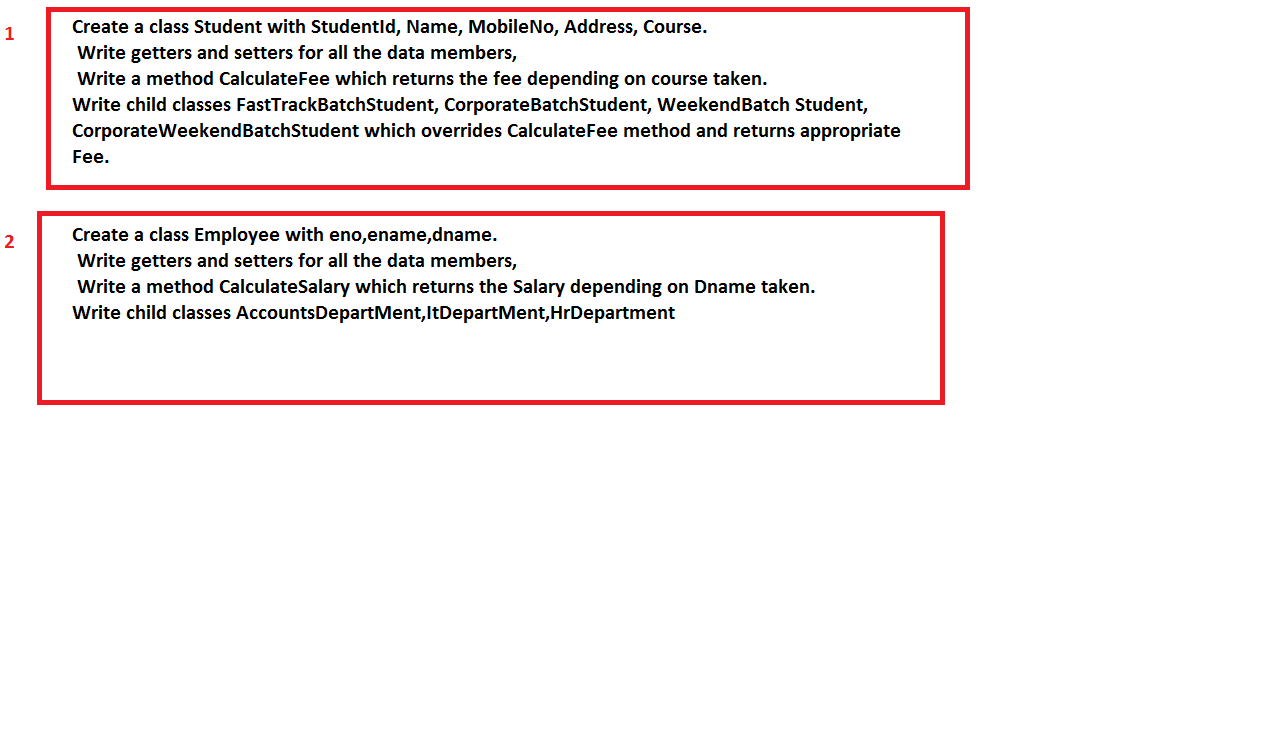 1
Create a class Student with StudentId, Name, MobileNo, Address, Course.
Write getters and setters for all the data members,
Write a method CalculateFee which returns the fee depending on course taken.
Write child classes FastTrackBatchStudent, CorporateBatchStudent, WeekendBatch Student,
CorporateWeekendBatchStudent which overrides CalculateFee method and returns appropriate
Fee.
2
Create a class Employee with eno,ename,dname.
Write getters and setters for all the data members,
Write a method CalculateSalary which returns the Salary depending on Dname taken.
Write child classes AccountsDepartMent,ItDepartMent,HrDepartment